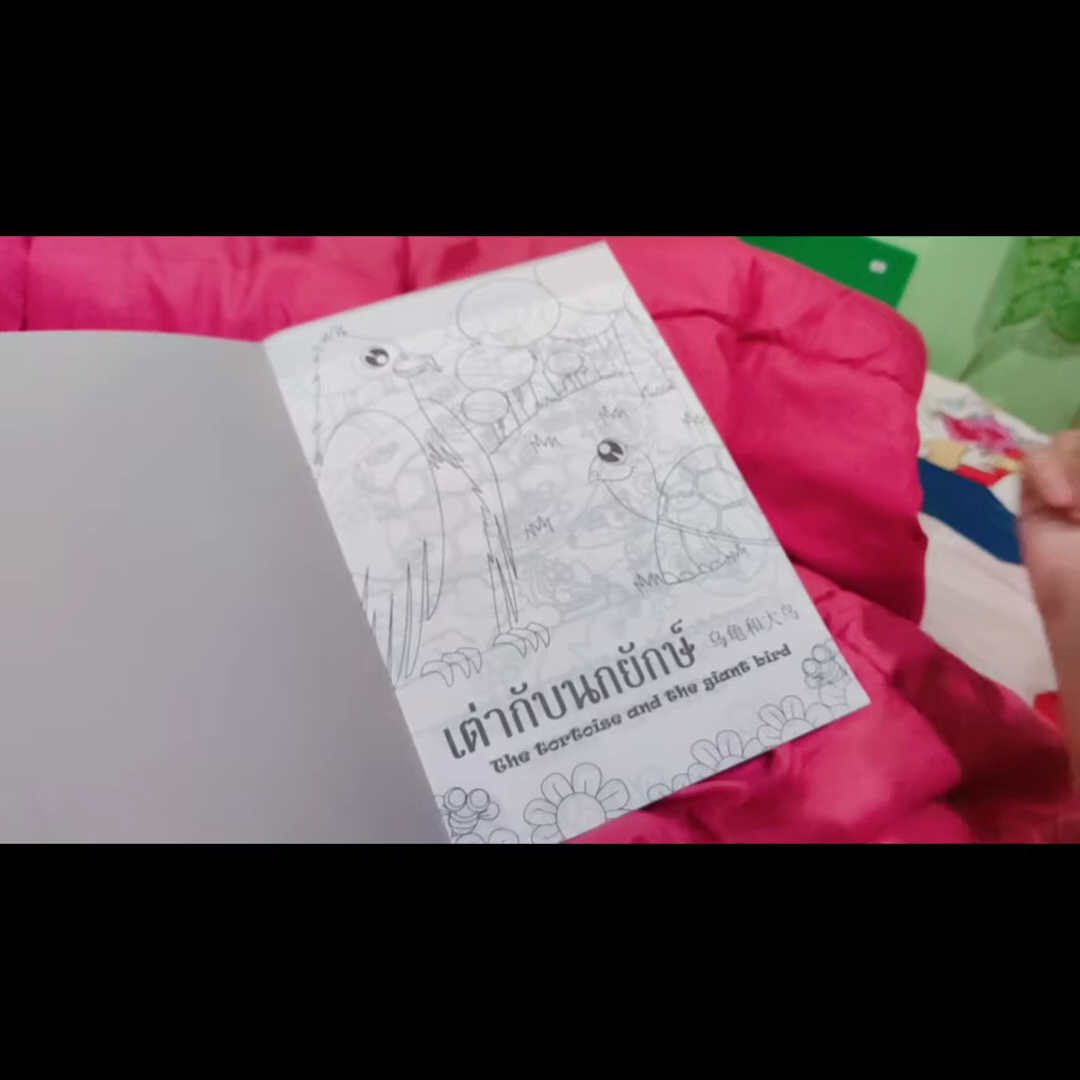 เต่ากับนกยักษ์ 乌龟和大鸟
The tortoise and the giant bird